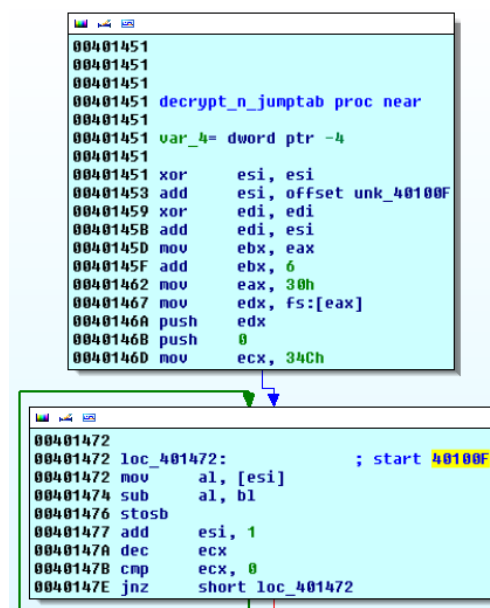 00401451
00401451
00401451
00401451 decrypt_n_jumptab proc near
00401451
00401451 var_4= dword ptr -4
00401451
00401451 xor esi, esi
00401453 add esi, offset unk_40100F
00401459 xor edi, edi
0040145B add edi, esi
0040145D mov ebx, eax
0040145F add ebx, 6
00401462 mov eax, 30h
00401467 mov edx, fs:[eax]
0040146A push edx
0040146B push 0
0040146D mov ecx, 34Ch
00401472
00401472 loc_401472: ; start 40100F
00401472 mov al, [esi]
00401474 sub al, bl
00401476 stosb
00401477 add esi, 1
0040147A dec ecx
0040147B cmp ecx, 0
0040147E jnz short loc_401472